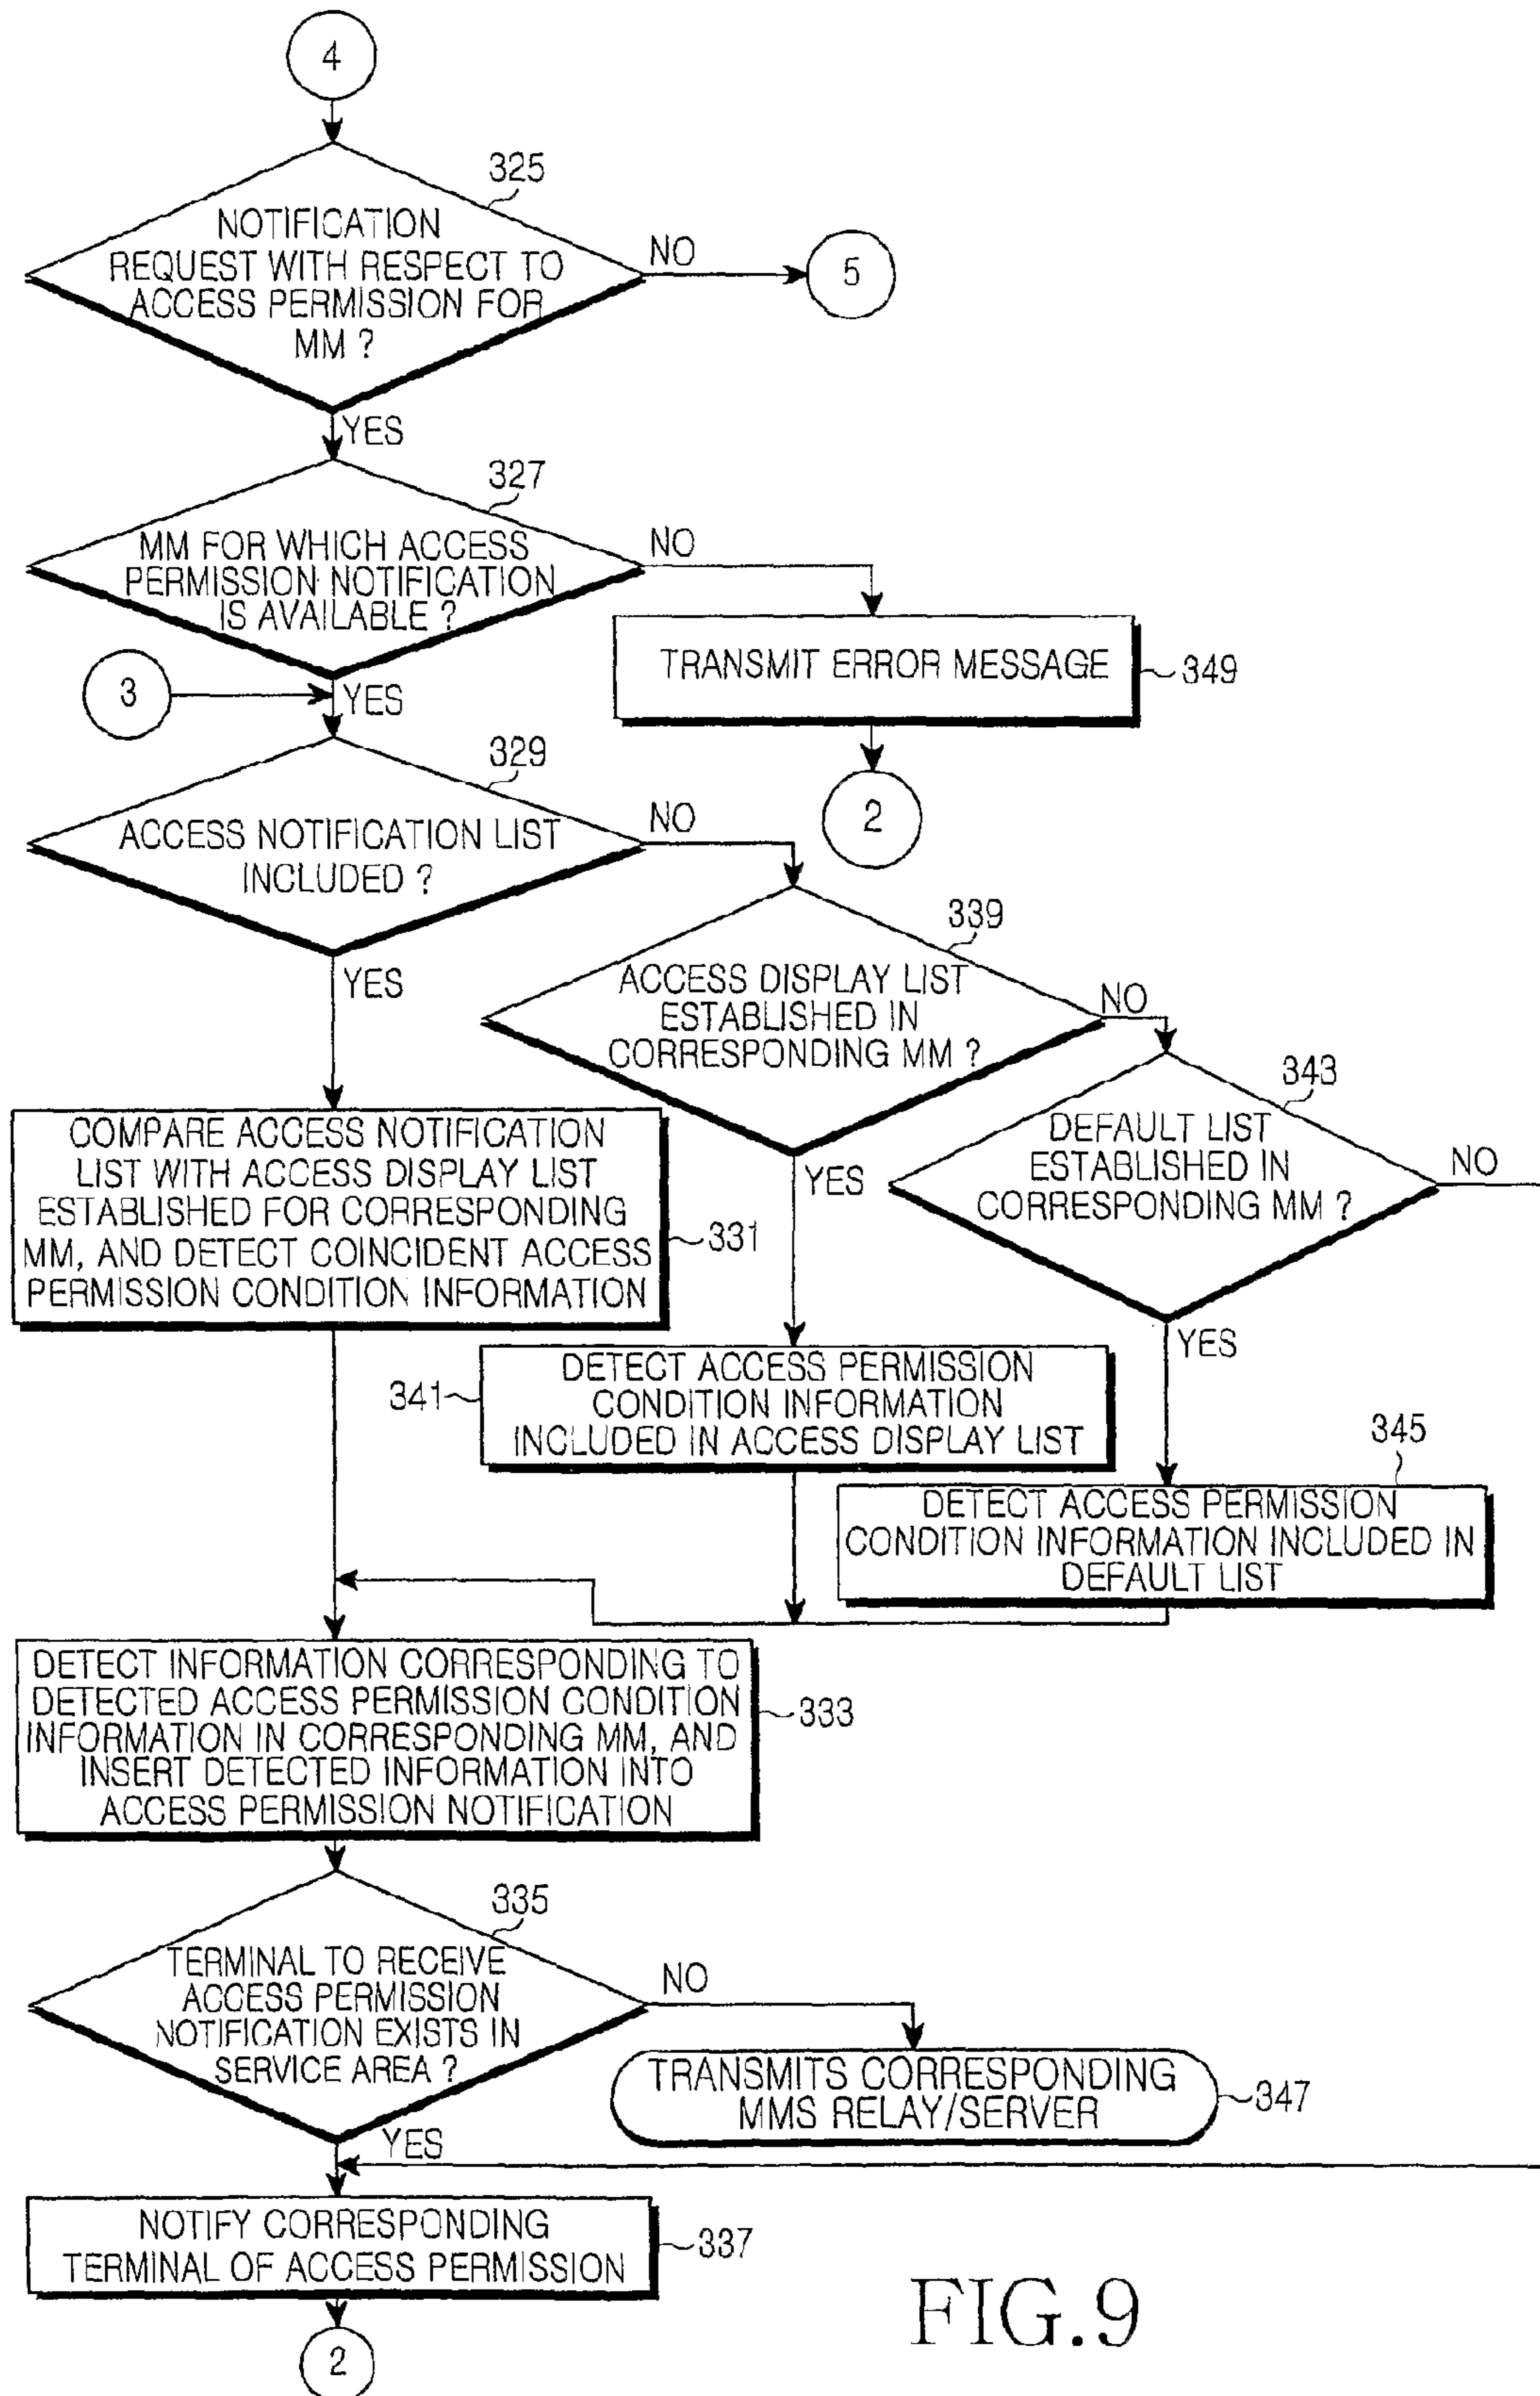 4
325
NOTIFICATION
REQUEST WITH RESPECT TO
ACCESS PERMISSION FOR
MM ?
NO
5
YES
327
MM FOR WHICH ACCESS
PERMISSION NOTIFICATION
IS AVAILABLE ?
NO
TRANSMIT ERROR MESSAGE
349
2
3
YES
329
ACCESS NOTIFICATION LIST
INCLUDED ?
NO
YES
339
ACCESS DISPLAY LIST
ESTABLISHED IN
CORRESPONDING MM ?
NO
YES
343
DEFAULT LIST
ESTABLISHED IN
CORRESPONDING MM ?
NO
YES
COMPARE ACCESS NOTIFICATION
LIST WITH ACCESS DISPLAY LIST
ESTABLISHED FOR CORRESPONDING
MM, AND DETECT COINCIDENT ACCESS
PERMISSION CONDITION INFORMATION
331
341
DETECT ACCESS PERMISSION
CONDITION INFORMATION
INCLUDED IN ACCESS DISPLAY LIST
345
DETECT ACCESS PERMISSION
CONDITION INFORMATION INCLUDED IN
DEFAULT LIST
DETECT INFORMATION CORRESPONDING TO
DETECTED ACCESS PERMISSION CONDITION
INFORMATION IN CORRESPONDING MM, AND
INSERT DETECTED INFORMATION INTO
ACCESS PERMISSION NOTIFICATION
333
335
TERMINAL TO RECEIVE
ACCESS PERMISSION
NOTIFICATION EXISTS IN
SERVICE AREA ?
NO
TRANSMITS CORRESPONDING
MMS RELAY/SERVER
347
YES
NOTIFY CORRESPONDING
TERMINAL OF ACCESS PERMISSION
337
2
FIG.9